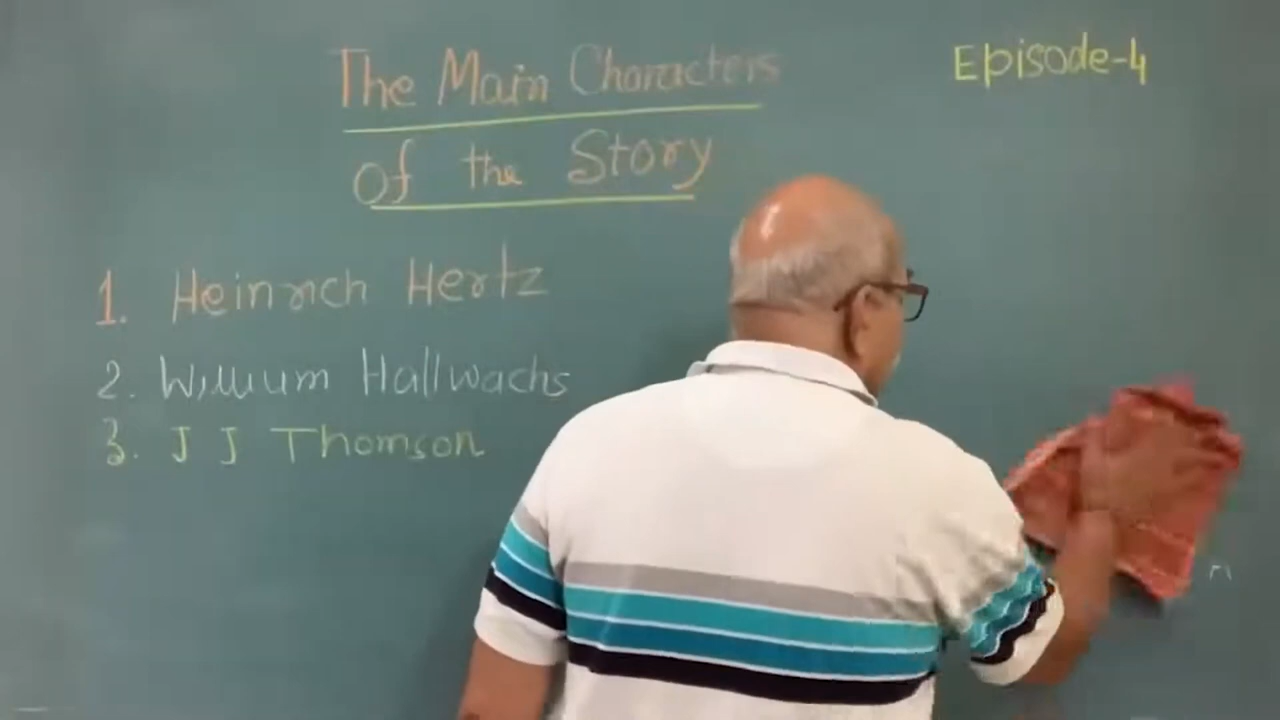 The Main Characters
of the Story
Episode-4
1. Heinrich Hertz
2. William Hallwachs
3. J J Thomson